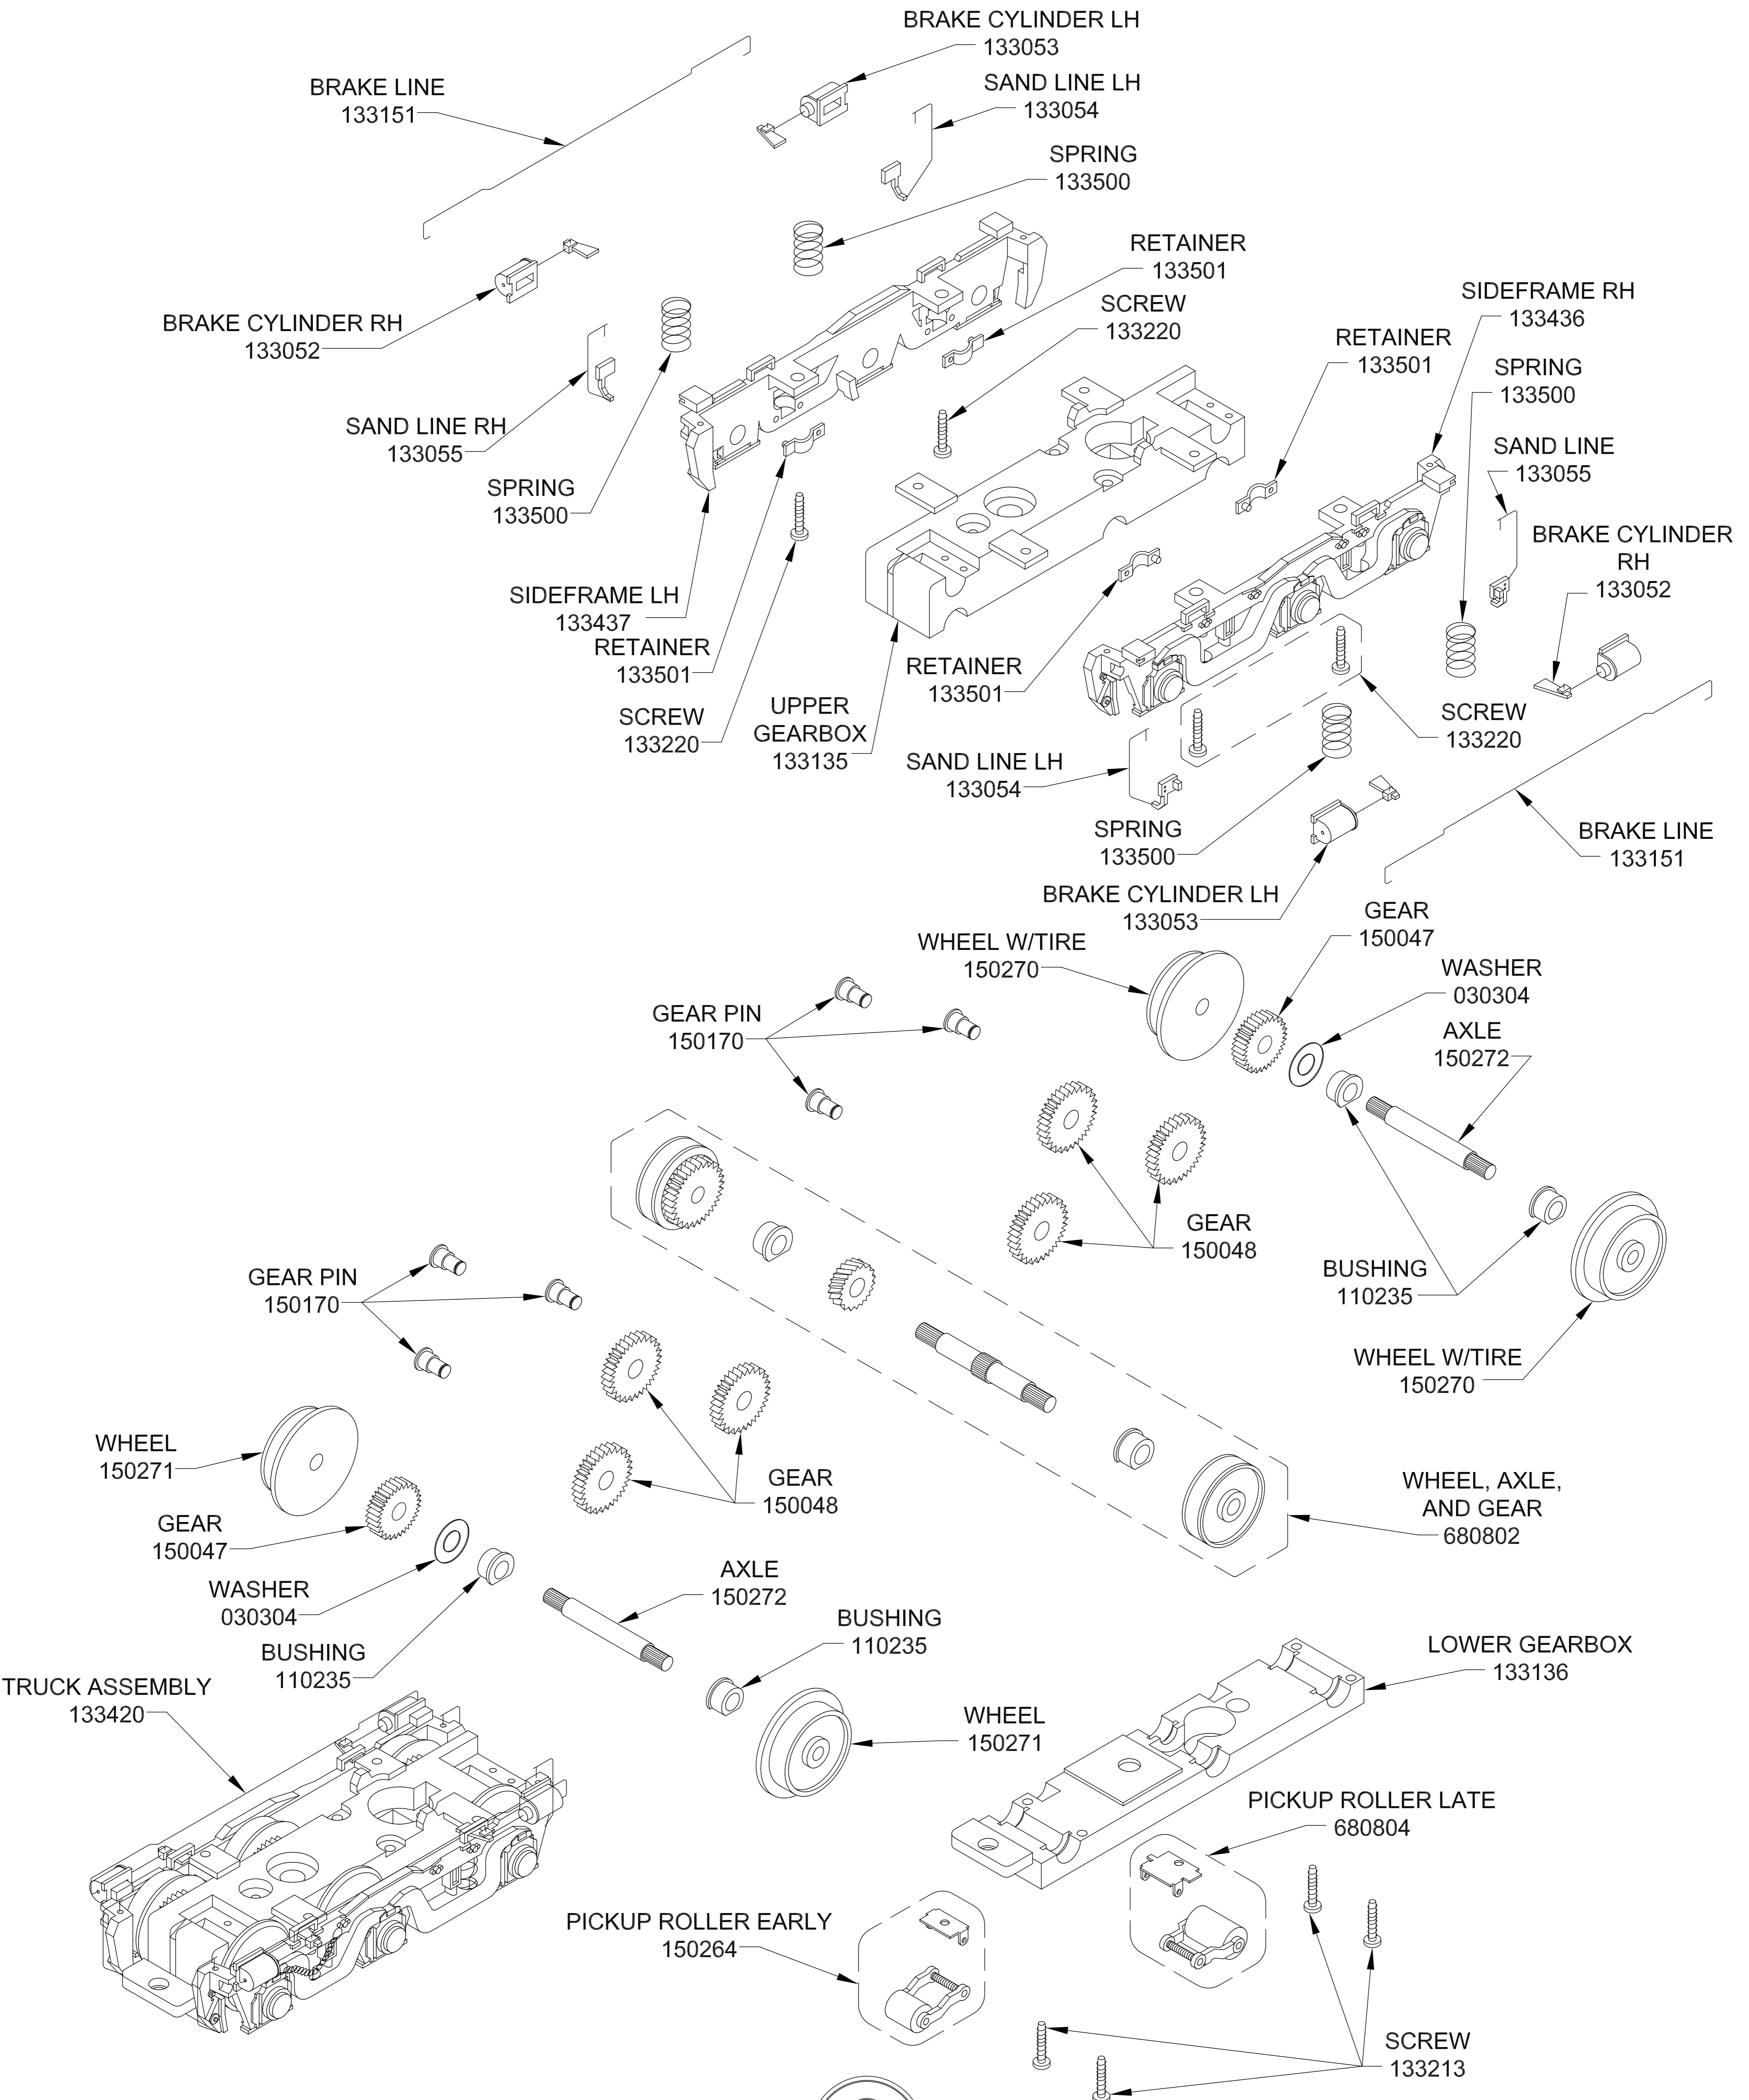 BRAKE CYLINDER LH
133053
BRAKE LINE
133151
SAND LINE LH
133054
SPRING
133500
RETAINER
133501
SCREW
133220
BRAKE CYLINDER RH
133052
SAND LINE RH
133055
SPRING
133500
SIDEFRAME LH
133437
RETAINER
133501
SCREW
133220
UPPER
GEARBOX
133135
SIDEFRAME RH
133436
RETAINER
133501
SPRING
133500
SAND LINE
133055
BRAKE CYLINDER
RH
133052
RETAINER
133501
SCREW
133220
SAND LINE LH
133054
SPRING
133500
BRAKE LINE
133151
BRAKE CYLINDER LH
133053
GEAR
150047
WHEEL W/TIRE
150270
WASHER
030304
AXLE
150272
GEAR PIN
150170
GEAR
150048
BUSHING
110235
WHEEL W/TIRE
150270
GEAR PIN
150170
WHEEL
150271
GEAR
150048
WHEEL, AXLE,
AND GEAR
680802
GEAR
150047
WASHER
030304
AXLE
150272
BUSHING
110235
BUSHING
110235
LOWER GEARBOX
133136
TRUCK ASSEMBLY
133420
WHEEL
150271
PICKUP ROLLER LATE
680804
PICKUP ROLLER EARLY
150264
SCREW
133213